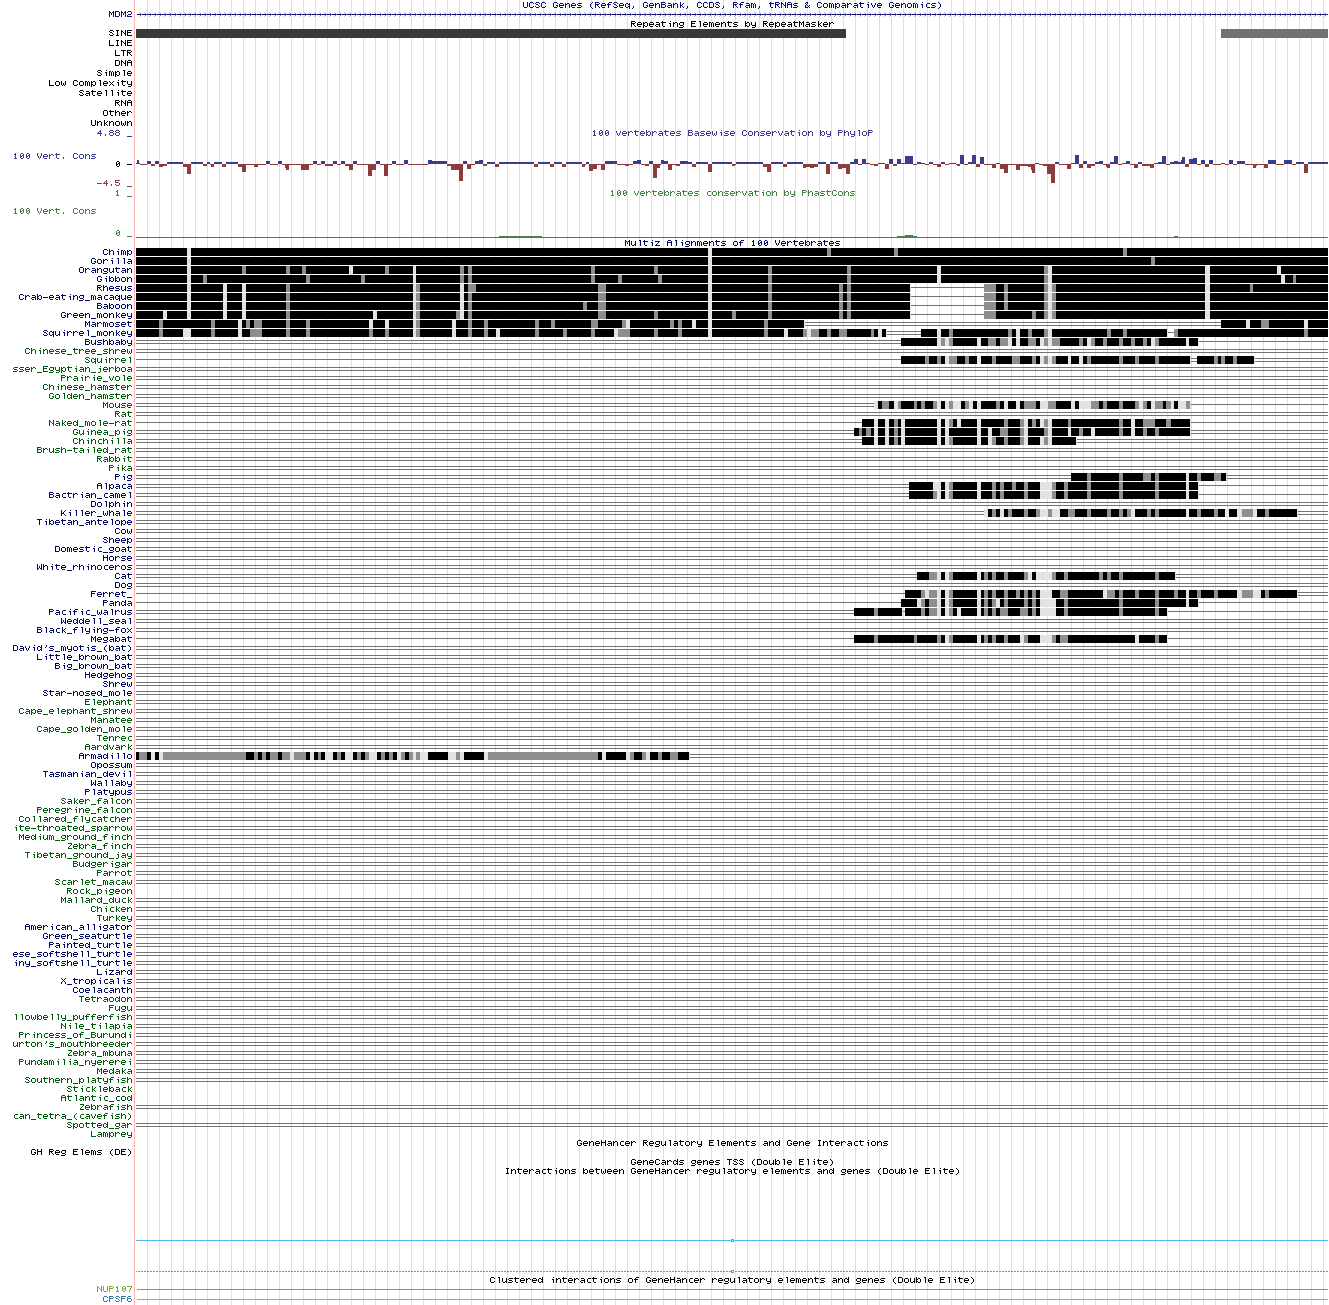 UCSC Genes (RefSeq, GenBank, CCDS, Rfam, tRNAs & Comparative Genomics)
MDM2
Repeating Elements by RepeatMasker
SINE
LINE
LTR
DNA
Simple
Low Complexity
Satellite
RNA
Other
Unknown
4.88 _
100 vertebrates Basewise Conservation by PhyloP
100 Vert. Cons
0 -
-4.5 _
1 _
100 vertebrates conservation by PhastCons
100 Vert. Cons
0 _
Multiz Alignments of 100 Vertebrates
Chimp
Gorilla
Orangutan
Gibbon
Rhesus
Crab-eating_macaque
Baboon
Green_monkey
Marmoset
Squirrel_monkey
Bushbaby
Chinese_tree_shrew
Squirrel
sser_Egyptian_jerboa
Prairie_vole
Chinese_hamster
Golden_hamster
Mouse
Rat
Naked_mole-rat
Guinea_pig
Chinchilla
Brush-tailed_rat
Rabbit
Pika
Pig
Alpaca
Bactrian_camel
Dolphin
Killer_whale
Tibetan_antelope
Cow
Sheep
Domestic_goat
Horse
White_rhinoceros
Cat
Dog
Ferret_
Panda
Pacific_walrus
Weddell_seal
Black_flying-fox
Megabat
David's_myotis_(bat)
Little_brown_bat
Big_brown_bat
Hedgehog
Shrew
Star-nosed_mole
Elephant
Cape_elephant_shrew
Manatee
Cape_golden_mole
Tenrec
Aardvark
Armadillo
Opossum
Tasmanian_devil
Wallaby
Platypus
Saker_falcon
Peregrine_falcon
Collared_flycatcher
ite-throated_sparrow
Medium_ground_finch
Zebra_finch
Tibetan_ground_jay
Budgerigar
Parrot
Scarlet_macaw
Rock_pigeon
Mallard_duck
Chicken
Turkey
American_alligator
Green_seaturtle
Painted_turtle
ese_softshell_turtle
iny_softshell_turtle
Lizard
X_tropicalis
Coelacanth
Tetraodon
Fugu
llowbelly_pufferfish
Nile_tilapia
Princess_of_Burundi
urton's_mouthbreeder
Zebra_mbuna
Pundamilia_nyererei
Medaka
Southern_platyfish
Stickleback
Atlantic_cod
Zebrafish
can_tetra_(cavefish)
Spotted_gar
Lamprey
GeneHancer Regulatory Elements and Gene Interactions
GH Reg Elems (DE)
GeneCards genes TSS (Double Elite)
Interactions between GeneHancer regulatory elements and genes (Double Elite)
Clustered interactions of GeneHancer regulatory elements and genes (Double Elite)
NUP107
CPSF6